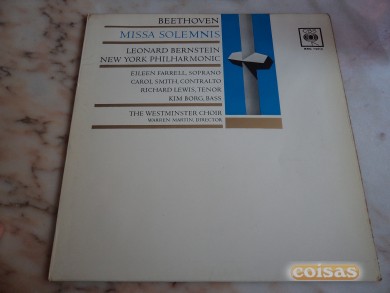 BEETHOVEN
MISSA SOLEMNIS
LEONARD BERNSTEIN
NEW YORK PHILHARMONIC
EILEEN FARRELL, SOPRANO
CAROL SMITH, CONTRALTO
RICHARD LEWIS, TENOR
KIM BORG, BASS
THE WESTMINSTER CHOIR
WARREN MARTIN, DIRECTOR
CBS
coisas